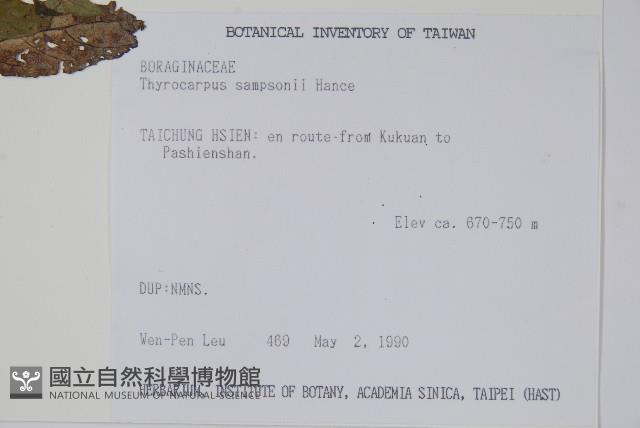 BOTANICAL INVENTORY OF TAIWAN
BORAGINACEAE
Thyrocarpus sampsonii Hance
TAICHUNG HSIEN: en route from Kukuan to
Pashienshan.
Elev ca. 670-750 m
DUP:NMNS.
Wen-Pen Leu 469 May 2, 1990
國立自然科學博物館
NATIONAL MUSEUM OF NATURAL SCIENCE
HERBARIUM, INSTITUTE OF BOTANY, ACADEMIA SINICA, TAIPEI (HAST)